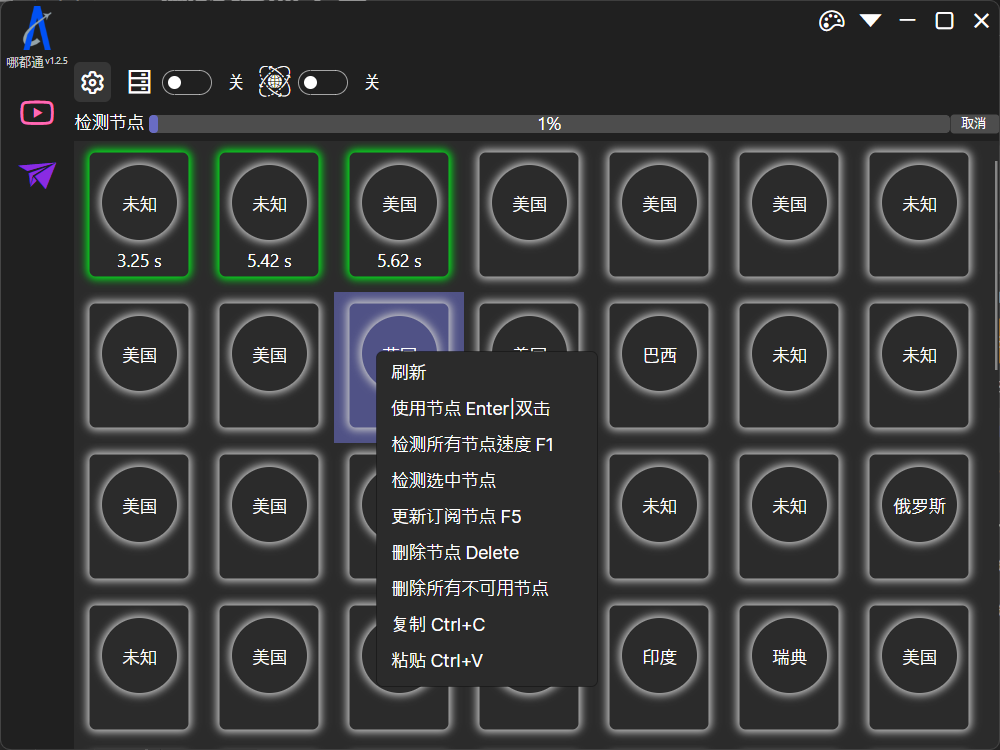 哪都通v1.2.5
关
关
检测节点
1%
取消
未知
3.25 s
未知
5.42 s
美国
5.62 s
美国
美国
美国
未知
美国
美国
巴西
未知
未知
刷新
使用节点 Enter|双击
检测所有节点速度 F1
检测选中节点
更新订阅节点 F5
删除节点 Delete
删除所有不可用节点
复制 Ctrl+C
粘贴 Ctrl+V
美国
美国
未知
未知
俄罗斯
未知
美国
印度
瑞典
美国